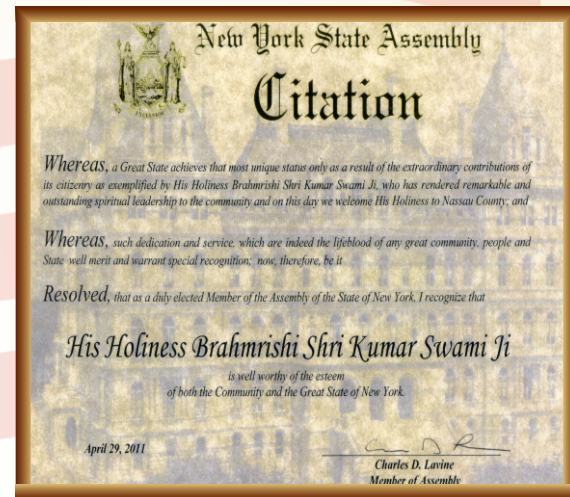 New York State Assembly
Citation
EXCELSIOR
Whereas, a Great State achieves that most unique status only as a result of the extraordinary contributions of
its citizenry as exemplified by His Holiness Brahmrishi Shri Kumar Swami Ji, who has rendered remarkable and
outstanding spiritual leadership to the community and on this day we welcome His Holiness to Nassau County; and
Whereas, such dedication and service, which are indeed the lifeblood of any great community, people and
State well merit and warrant special recognition; now, therefore, be it
Resolved, that as a duly elected Member of the Assembly of the State of New York, I recognize that
His Holiness Brahmrishi Shri Kumar Swami Ji
is well worthy of the esteem
of both the Community and the Great State of New York.
April 29, 2011
Charles D. Lavine
Member of Assembly